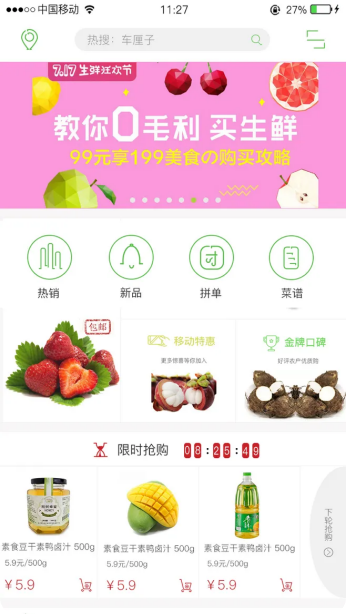 中国移动
11:27
27%
热搜：车厘子
7.17 生鲜狂欢节
教你0毛利 买生鲜
99元享199美食の购买攻略
热销
新品
拼单
菜谱
包邮
移动特惠
更多惊喜等你加入
金牌口碑
好评农产优质购
限时抢购
08:25:49
素食豆干素鸭卤汁 500g
5.9元/500g
¥5.9
素食豆干素鸭卤汁 500g
5.9元/500g
¥5.9
素食豆干素鸭卤汁 500g
5.9元/500g
¥5.9
下轮抢购